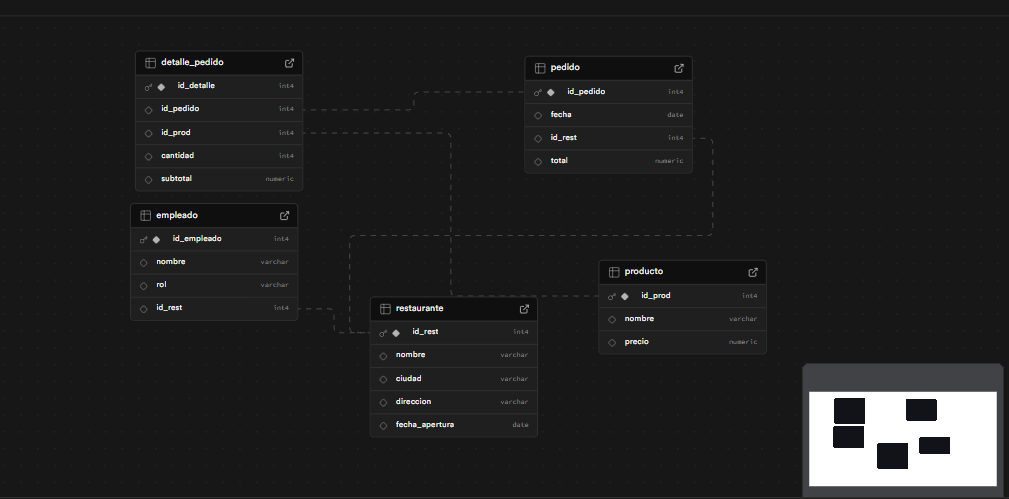 detalle_pedido
id_detalle int4
id_pedido int4
id_prod int4
cantidad int4
subtotal numeric
pedido
id_pedido int4
fecha date
id_rest int4
total numeric
empleado
id_empleado int4
nombre varchar
rol varchar
id_rest int4
producto
id_prod int4
nombre varchar
precio numeric
restaurante
id_rest int4
nombre varchar
ciudad varchar
direccion varchar
fecha_apertura date